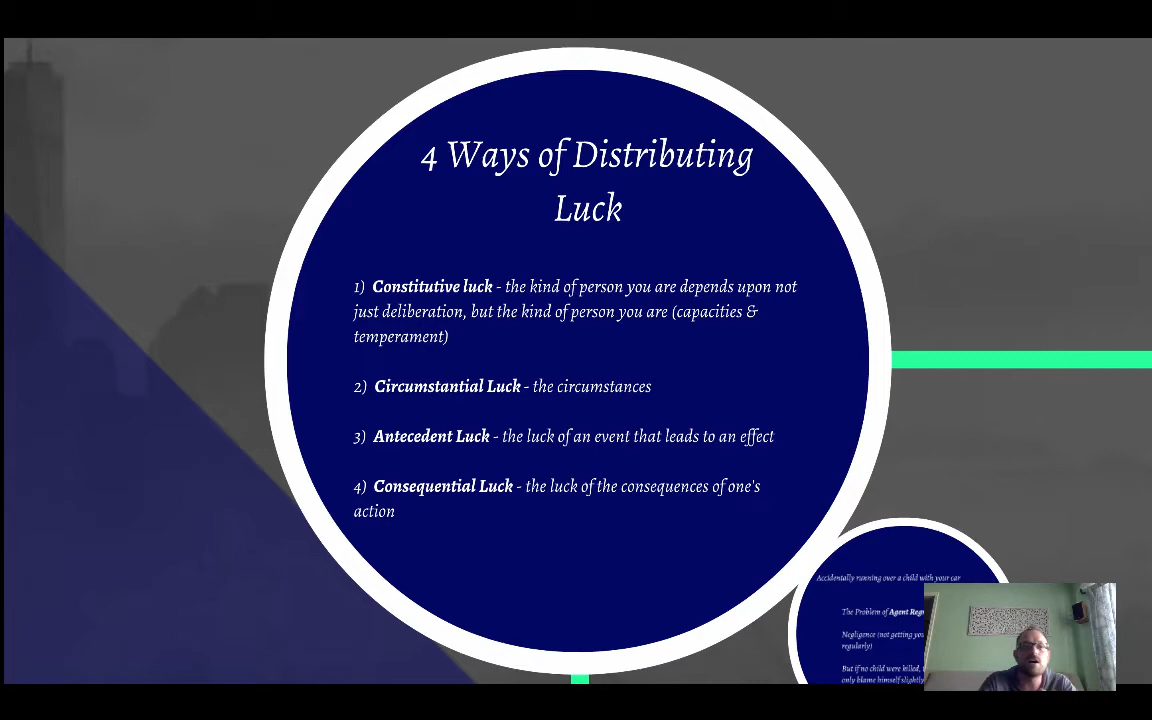 4 Ways of Distributing
Luck
1) Constitutive luck - the kind of person you are depends upon not
just deliberation, but the kind of person you are (capacities &
temperament)
2) Circumstantial Luck - the circumstances
3) Antecedent Luck - the luck of an event that leads to an effect
4) Consequential Luck - the luck of the consequences of one's
action
Accidentally running over a child with your car
The Problem of Agent
Negligence (not getting
regularly)
But if no child were killed,
only blame himself slightly